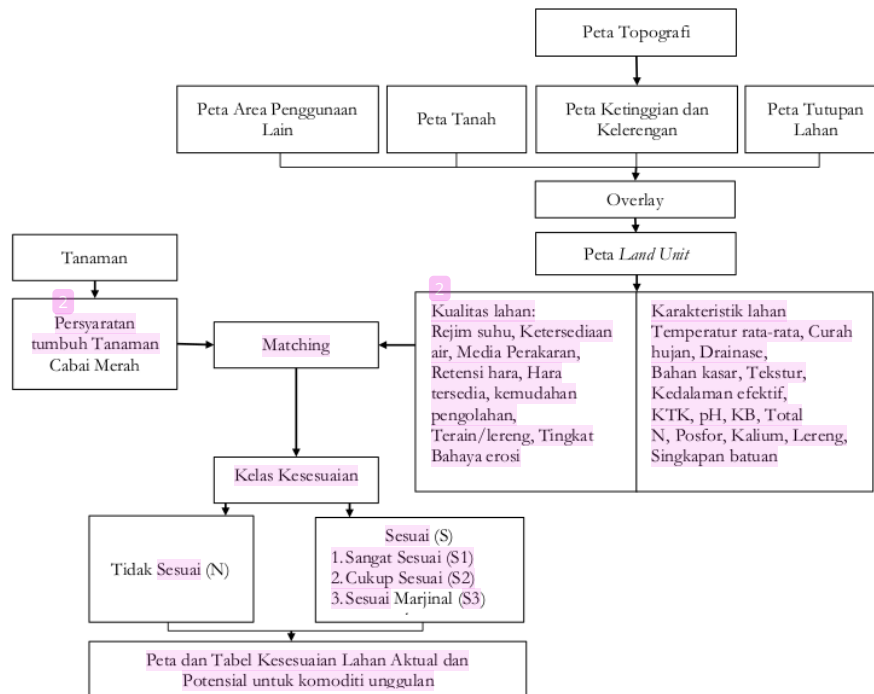 Peta Topografi
Peta Area Penggunaan
Lain
Peta Tanah
Peta Ketinggian dan
Kelerengan
Peta Tutupan
Lahan
Overlay
Peta Land Unit
Tanaman
2
Persyaratan
tumbuh Tanaman
Cabai Merah
Matching
2
Kualitas lahan:
Rejim suhu, Ketersediaan
air, Media Perakaran,
Retensi hara, Hara
tersedia, kemudahan
pengolahan,
Terain/lereng, Tingkat
Bahaya erosi
Karakteristik lahan
Temperatur rata-rata, Curah
hujan, Drainase,
Bahan kasar, Tekstur,
Kedalaman efektif,
KTK, pH, KB, Total
N, Posfor, Kalium, Lereng,
Singkapan batuan
Kelas Kesesuaian
Tidak Sesuai (N)
Sesuai (S)
1.Sangat Sesuai (S1)
2.Cukup Sesuai (S2)
3.Sesuai Marjinal (S3)
Peta dan Tabel Kesesuaian Lahan Aktual dan
Potensial untuk komoditi unggulan